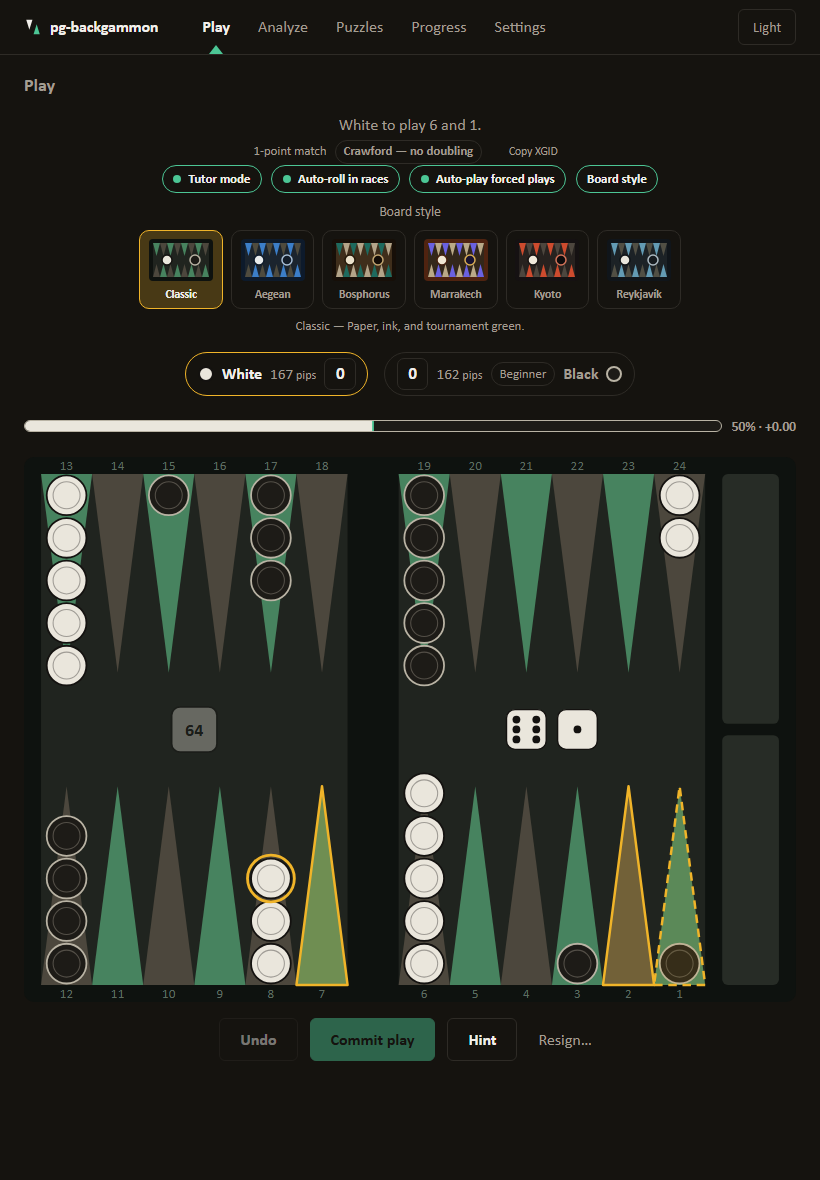 pg-backgammon Play Analyze Puzzles Progress Settings Light
Play
White to play 6 and 1.
1-point match Crawford — no doubling Copy XGID
Tutor mode Auto-roll in races Auto-play forced plays Board style
Board style
Classic Aegean Bosphorus Marrakech Kyoto Reykjavík
Classic — Paper, ink, and tournament green.
White 167 pips 0 0 162 pips Beginner Black
50% · +0.00
13 14 15 16 17 18 19 20 21 22 23 24
64
12 11 10 9 8 7 6 5 4 3 2 1
Undo Commit play Hint Resign…